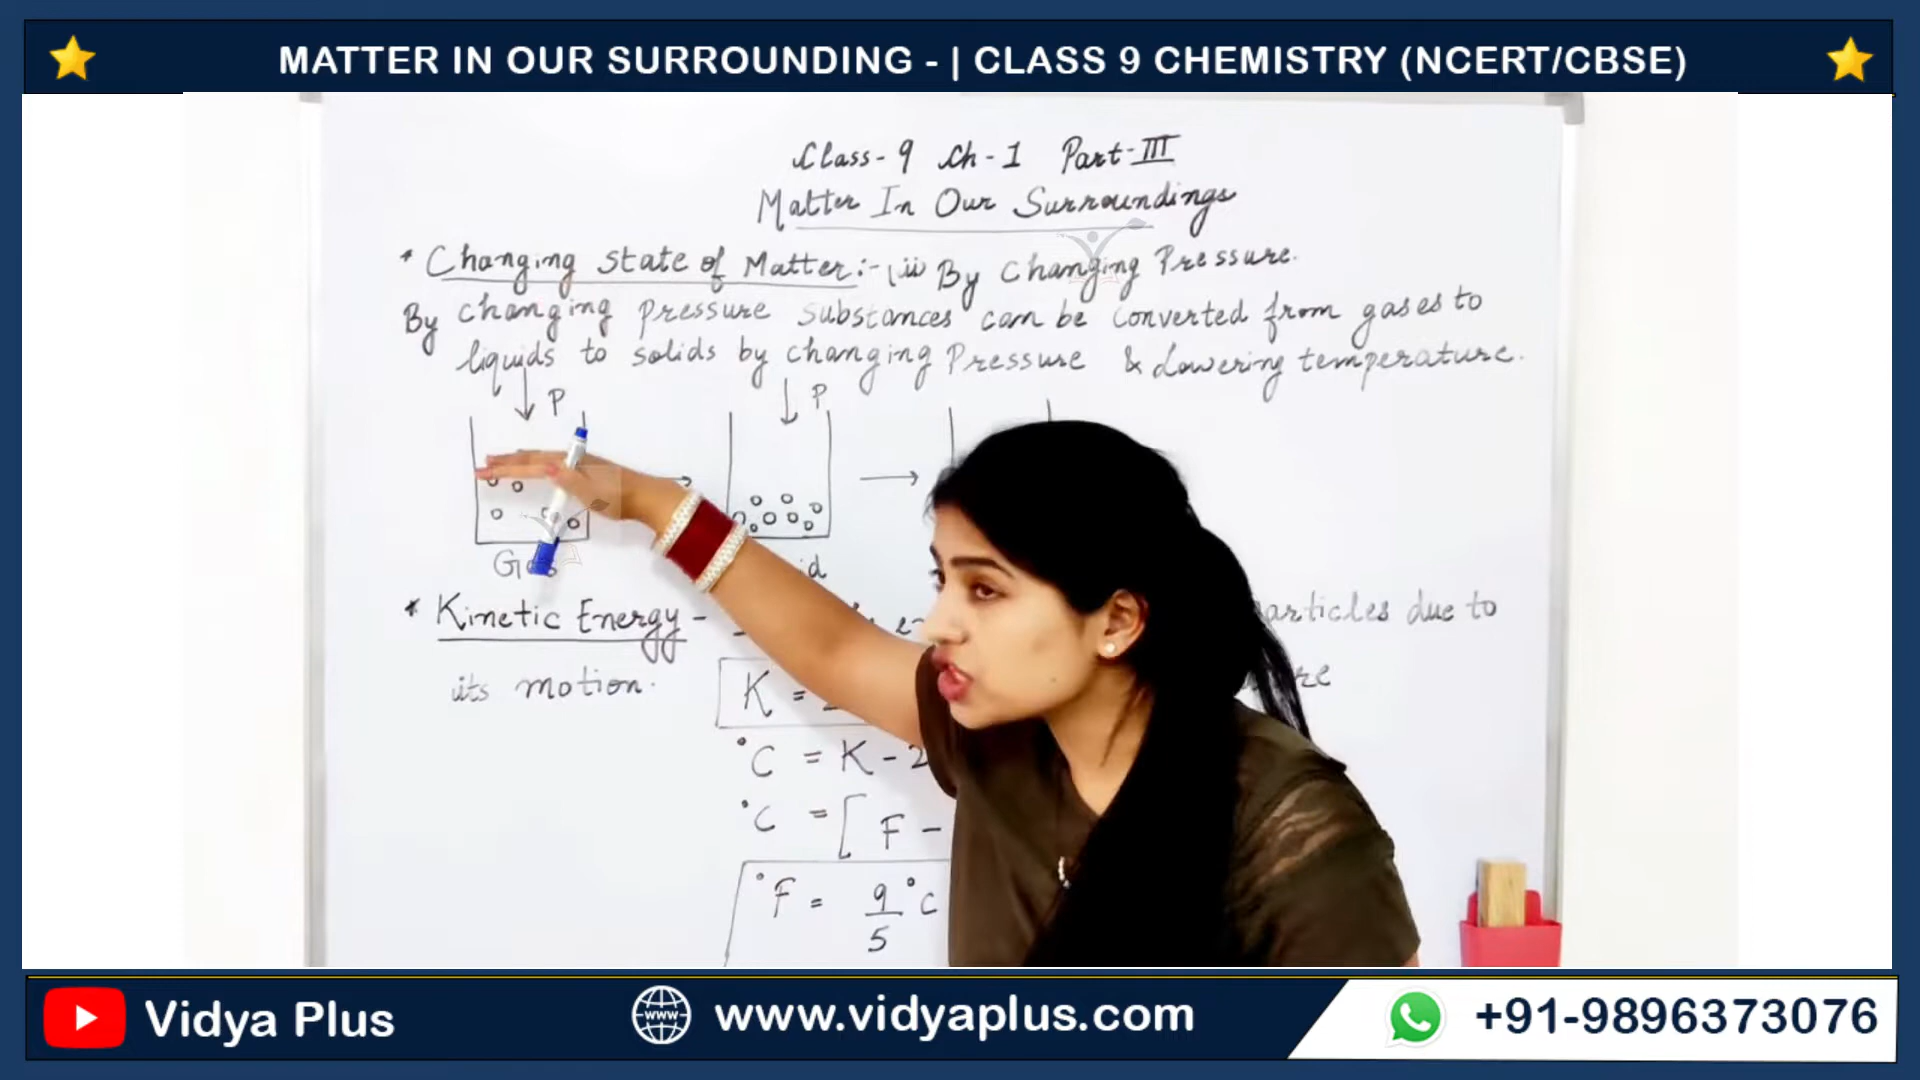 MATTER IN OUR SURROUNDING - | CLASS 9 CHEMISTRY (NCERT/CBSE)
Class-9 Ch-1 Part-III
Matter In Our Surroundings
* Changing state of Matter:- (ii) By Changing Pressure.
By changing pressure substances can be converted from gases to
liquids to solids by changing Pressure & Lowering temperature.
P
P
Gas
* Kinetic Energy - particles due to
its motion.
K =
°C = K - 2
°C = [ F -
°F = 9/5 °C
Vidya Plus
WWW
www.vidyaplus.com
+91-9896373076